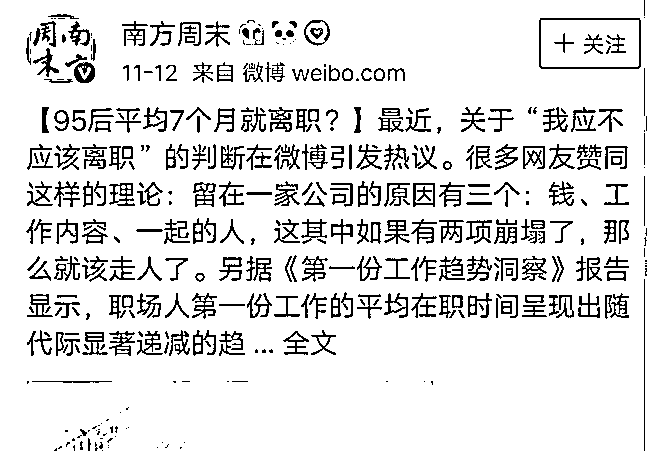 南方周末
南方周末
+ 关注
11-12 来自 微博 weibo.com
【95后平均7个月就离职？】最近，关于“我应不
应该离职”的判断在微博引发热议。很多网友赞同
这样的理论：留在一家公司的原因有三个：钱、工
作内容、一起的人，这其中如果有两项崩塌了，那
么就该走人了。另据《第一份工作趋势洞察》报告
显示，职场人第一份工作的平均在职时间呈现出随
代际显著递减的趋 ... 全文